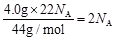 4.0g×22N_A / 44g/mol = 2N_A